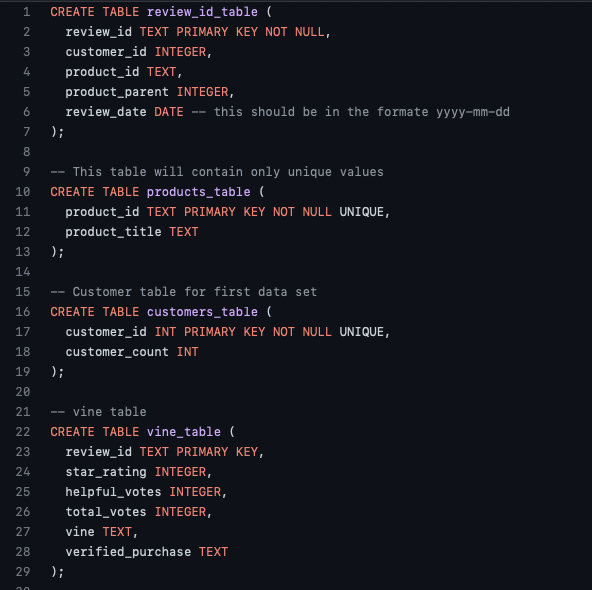 1 CREATE TABLE review_id_table (
2 review_id TEXT PRIMARY KEY NOT NULL,
3 customer_id INTEGER,
4 product_id TEXT,
5 product_parent INTEGER,
6 review_date DATE -- this should be in the formate yyyy-mm-dd
7 );
8
9 -- This table will contain only unique values
10 CREATE TABLE products_table (
11 product_id TEXT PRIMARY KEY NOT NULL UNIQUE,
12 product_title TEXT
13 );
14
15 -- Customer table for first data set
16 CREATE TABLE customers_table (
17 customer_id INT PRIMARY KEY NOT NULL UNIQUE,
18 customer_count INT
19 );
20
21 -- vine table
22 CREATE TABLE vine_table (
23 review_id TEXT PRIMARY KEY,
24 star_rating INTEGER,
25 helpful_votes INTEGER,
26 total_votes INTEGER,
27 vine TEXT,
28 verified_purchase TEXT
29 );